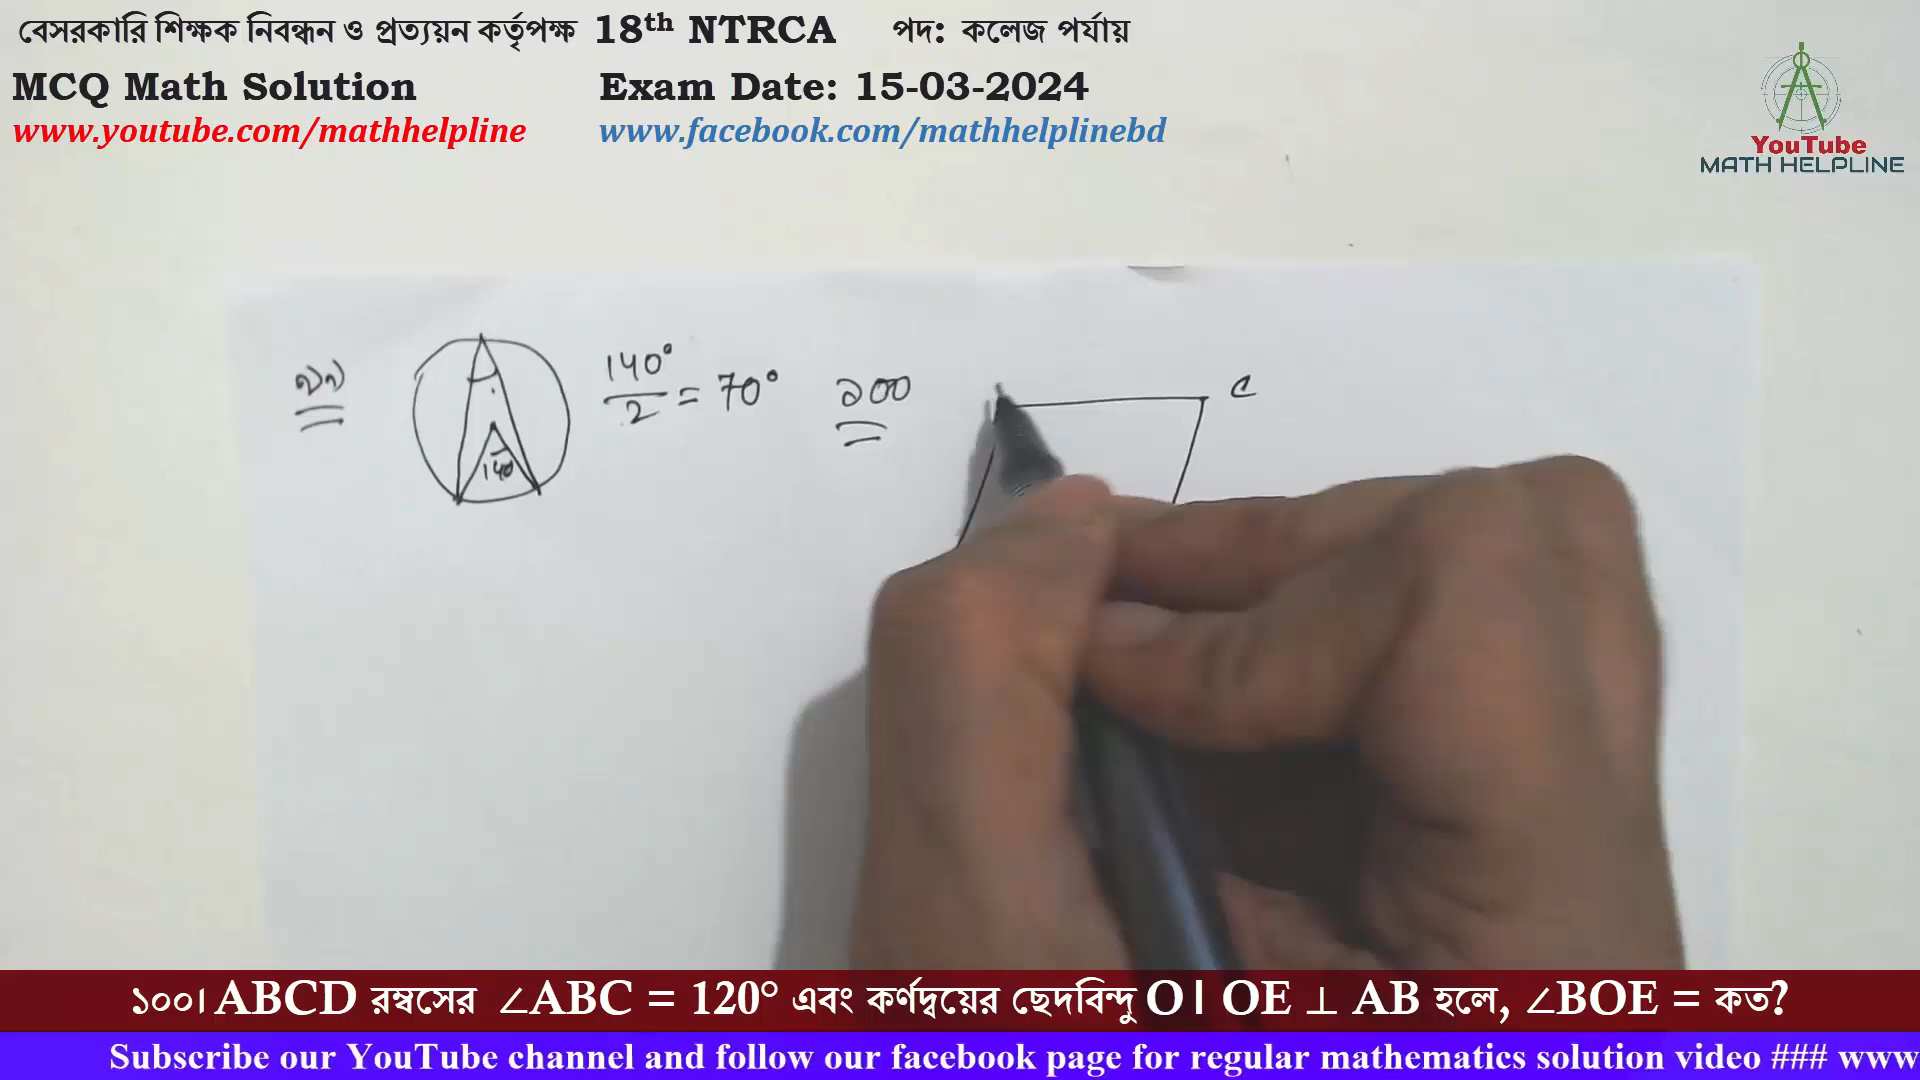 বেসরকারি শিক্ষক নিবন্ধন ও প্রত্যয়ন কর্তৃপক্ষ 18th NTRCA পদ: কলেজ পর্যায়
MCQ Math Solution Exam Date: 15-03-2024
www.youtube.com/mathhelpline www.facebook.com/mathhelplinebd
YouTube
MATH HELPLINE
৯৯
140
140°/2 = 70°
১০০
C
১০০। ABCD রম্বসের ∠ABC = 120° এবং কর্ণদ্বয়ের ছেদবিন্দু O। OE ⊥ AB হলে, ∠BOE = কত?
Subscribe our YouTube channel and follow our facebook page for regular mathematics solution video ### www